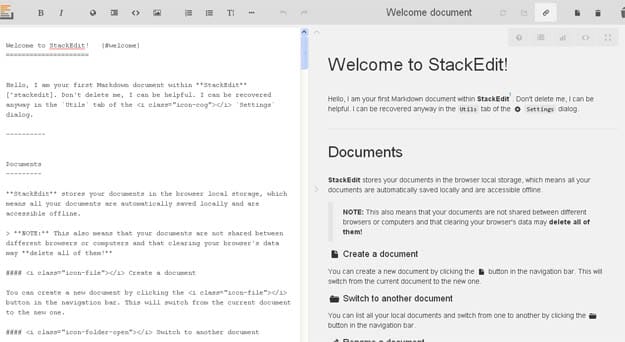 B I
Welcome document
Welcome to StackEdit! {#welcome}
=====================
Hello, I am your first Markdown document within **StackEdit**
[^stackedit]. Don't delete me, I can be helpful. I can be recovered
anyway in the `Utils` tab of the <i class="icon-cog"></i> `Settings`
dialog.
----------
Documents
---------
**StackEdit** stores your documents in the browser local storage, which
means all your documents are automatically saved locally and are
accessible offline.
> **NOTE:** This also means that your documents are not shared between
different browsers or computers and that clearing your browser's data
may **delete all of them!**
#### <i class="icon-file"></i> Create a document
You can create a new document by clicking the <i class="icon-file"></i>
button in the navigation bar. This will switch from the current document
to the new one.
#### <i class="icon-folder-open"></i> Switch to another document
Welcome to StackEdit!
Hello, I am your first Markdown document within StackEdit1. Don't delete me, I can be
helpful. I can be recovered anyway in the Utils tab of the Settings dialog.
Documents
StackEdit stores your documents in the browser local storage, which means all your
documents are automatically saved locally and are accessible offline.
NOTE: This also means that your documents are not shared between different
browsers or computers and that clearing your browser's data may delete all of
them!
Create a document
You can create a new document by clicking the button in the navigation bar. This will
switch from the current document to the new one.
Switch to another document
You can list all your local documents and switch from one to another by clicking the
button in the navigation bar.
Rename a document